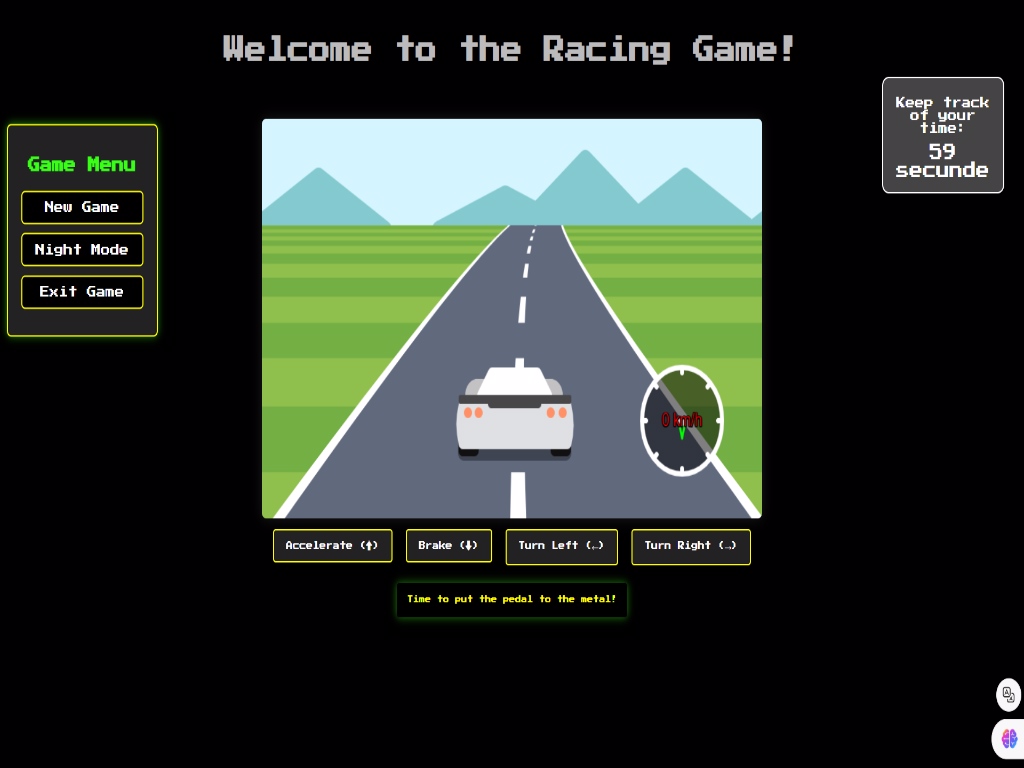 Welcome to the Racing Game!
Keep track
of your
time:
59
secunde
Game Menu
New Game
Night Mode
Exit Game
0 km/h
Accelerate (↑)
Brake (↓)
Turn Left (←)
Turn Right (→)
Time to put the pedal to the metal!